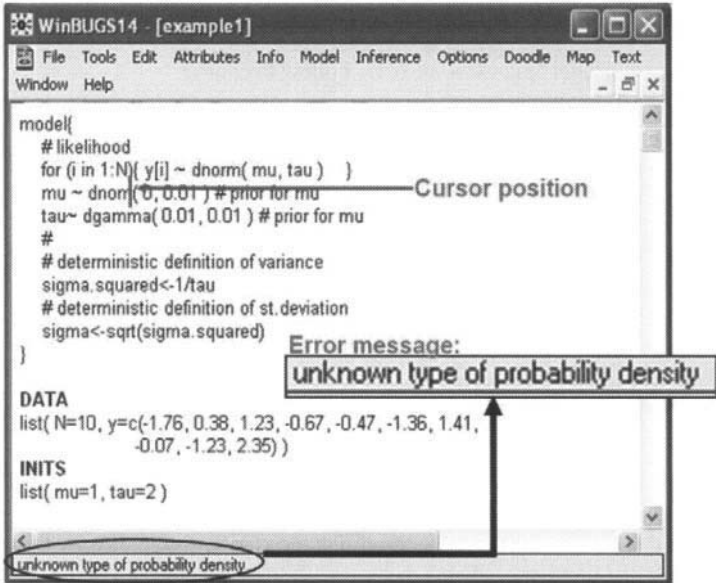 WinBUGS14 - [example1]
File Tools Edit Attributes Info Model Inference Options Doodle Map Text
Window Help
model{
# likelihood
for (i in 1:N){ y[i] ~ dnorm( mu, tau ) }
mu ~ dnom( 0, 0.01 ) # prior for mu
Cursor position
tau~ dgamma( 0.01, 0.01 ) # prior for mu
#
# deterministic definition of variance
sigma.squared<-1/tau
# deterministic definition of st.deviation
sigma<-sqrt(sigma.squared)
}
Error message:
unknown type of probability density
DATA
list( N=10, y=c(-1.76, 0.38, 1.23, -0.67, -0.47, -1.36, 1.41,
-0.07, -1.23, 2.35) )
INITS
list( mu=1, tau=2 )
unknown type of probability density